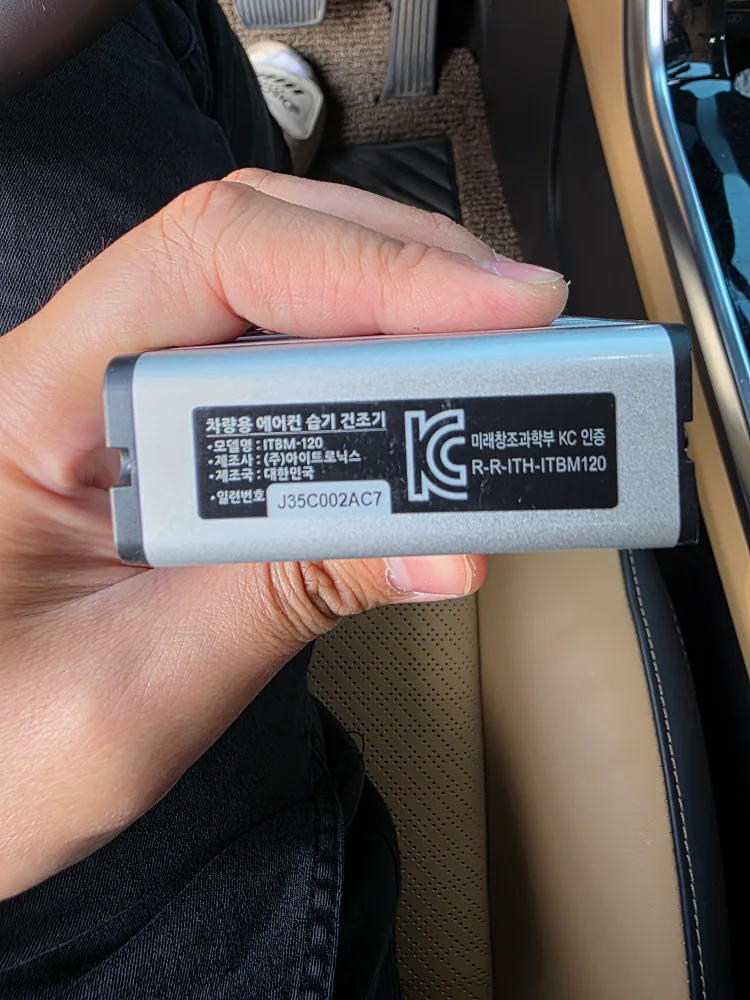 차량용 에어컨 습기 건조기
•모델명 : ITBM-120
•제조사 : (주)아이트로닉스
•제조국 : 대한민국
•일련번호 J35C002AC7
KC
미래창조과학부 KC 인증
R-R-ITH-ITBM120